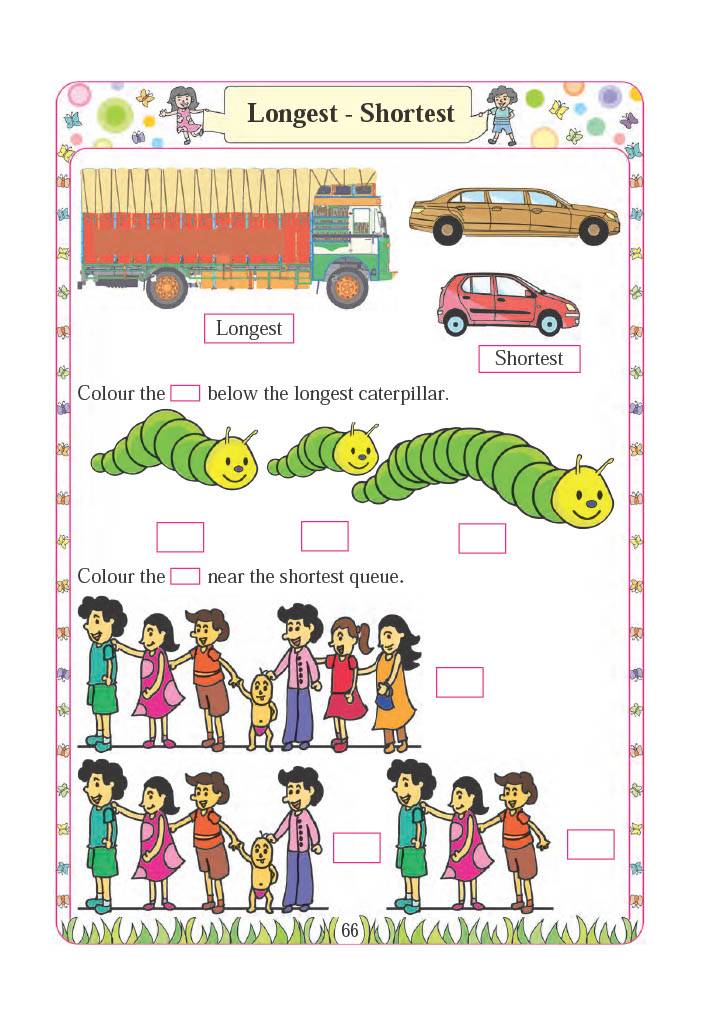 Longest - Shortest
Longest
Shortest
Colour the below the longest caterpillar.
Colour the near the shortest queue.
66